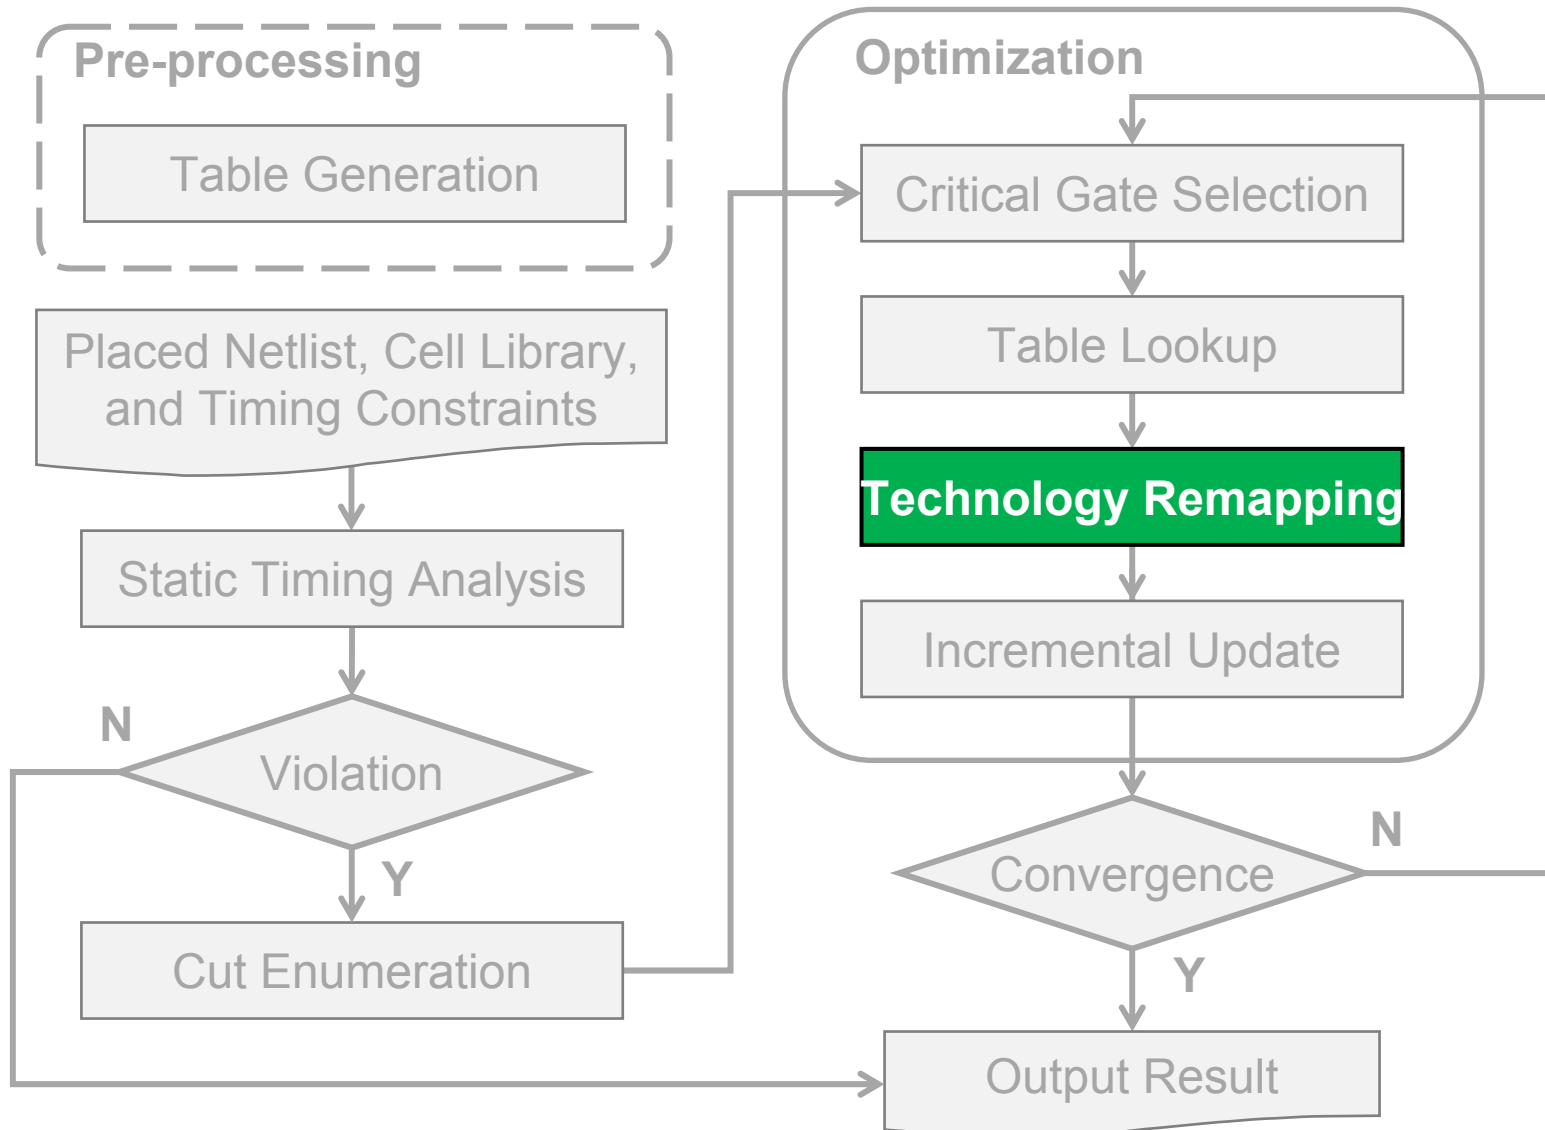 Pre-processing
Table Generation
Placed Netlist, Cell Library,
and Timing Constraints
Static Timing Analysis
N
Violation
Y
Cut Enumeration
Optimization
Critical Gate Selection
Table Lookup
Technology Remapping
Incremental Update
N
Convergence
Y
Output Result